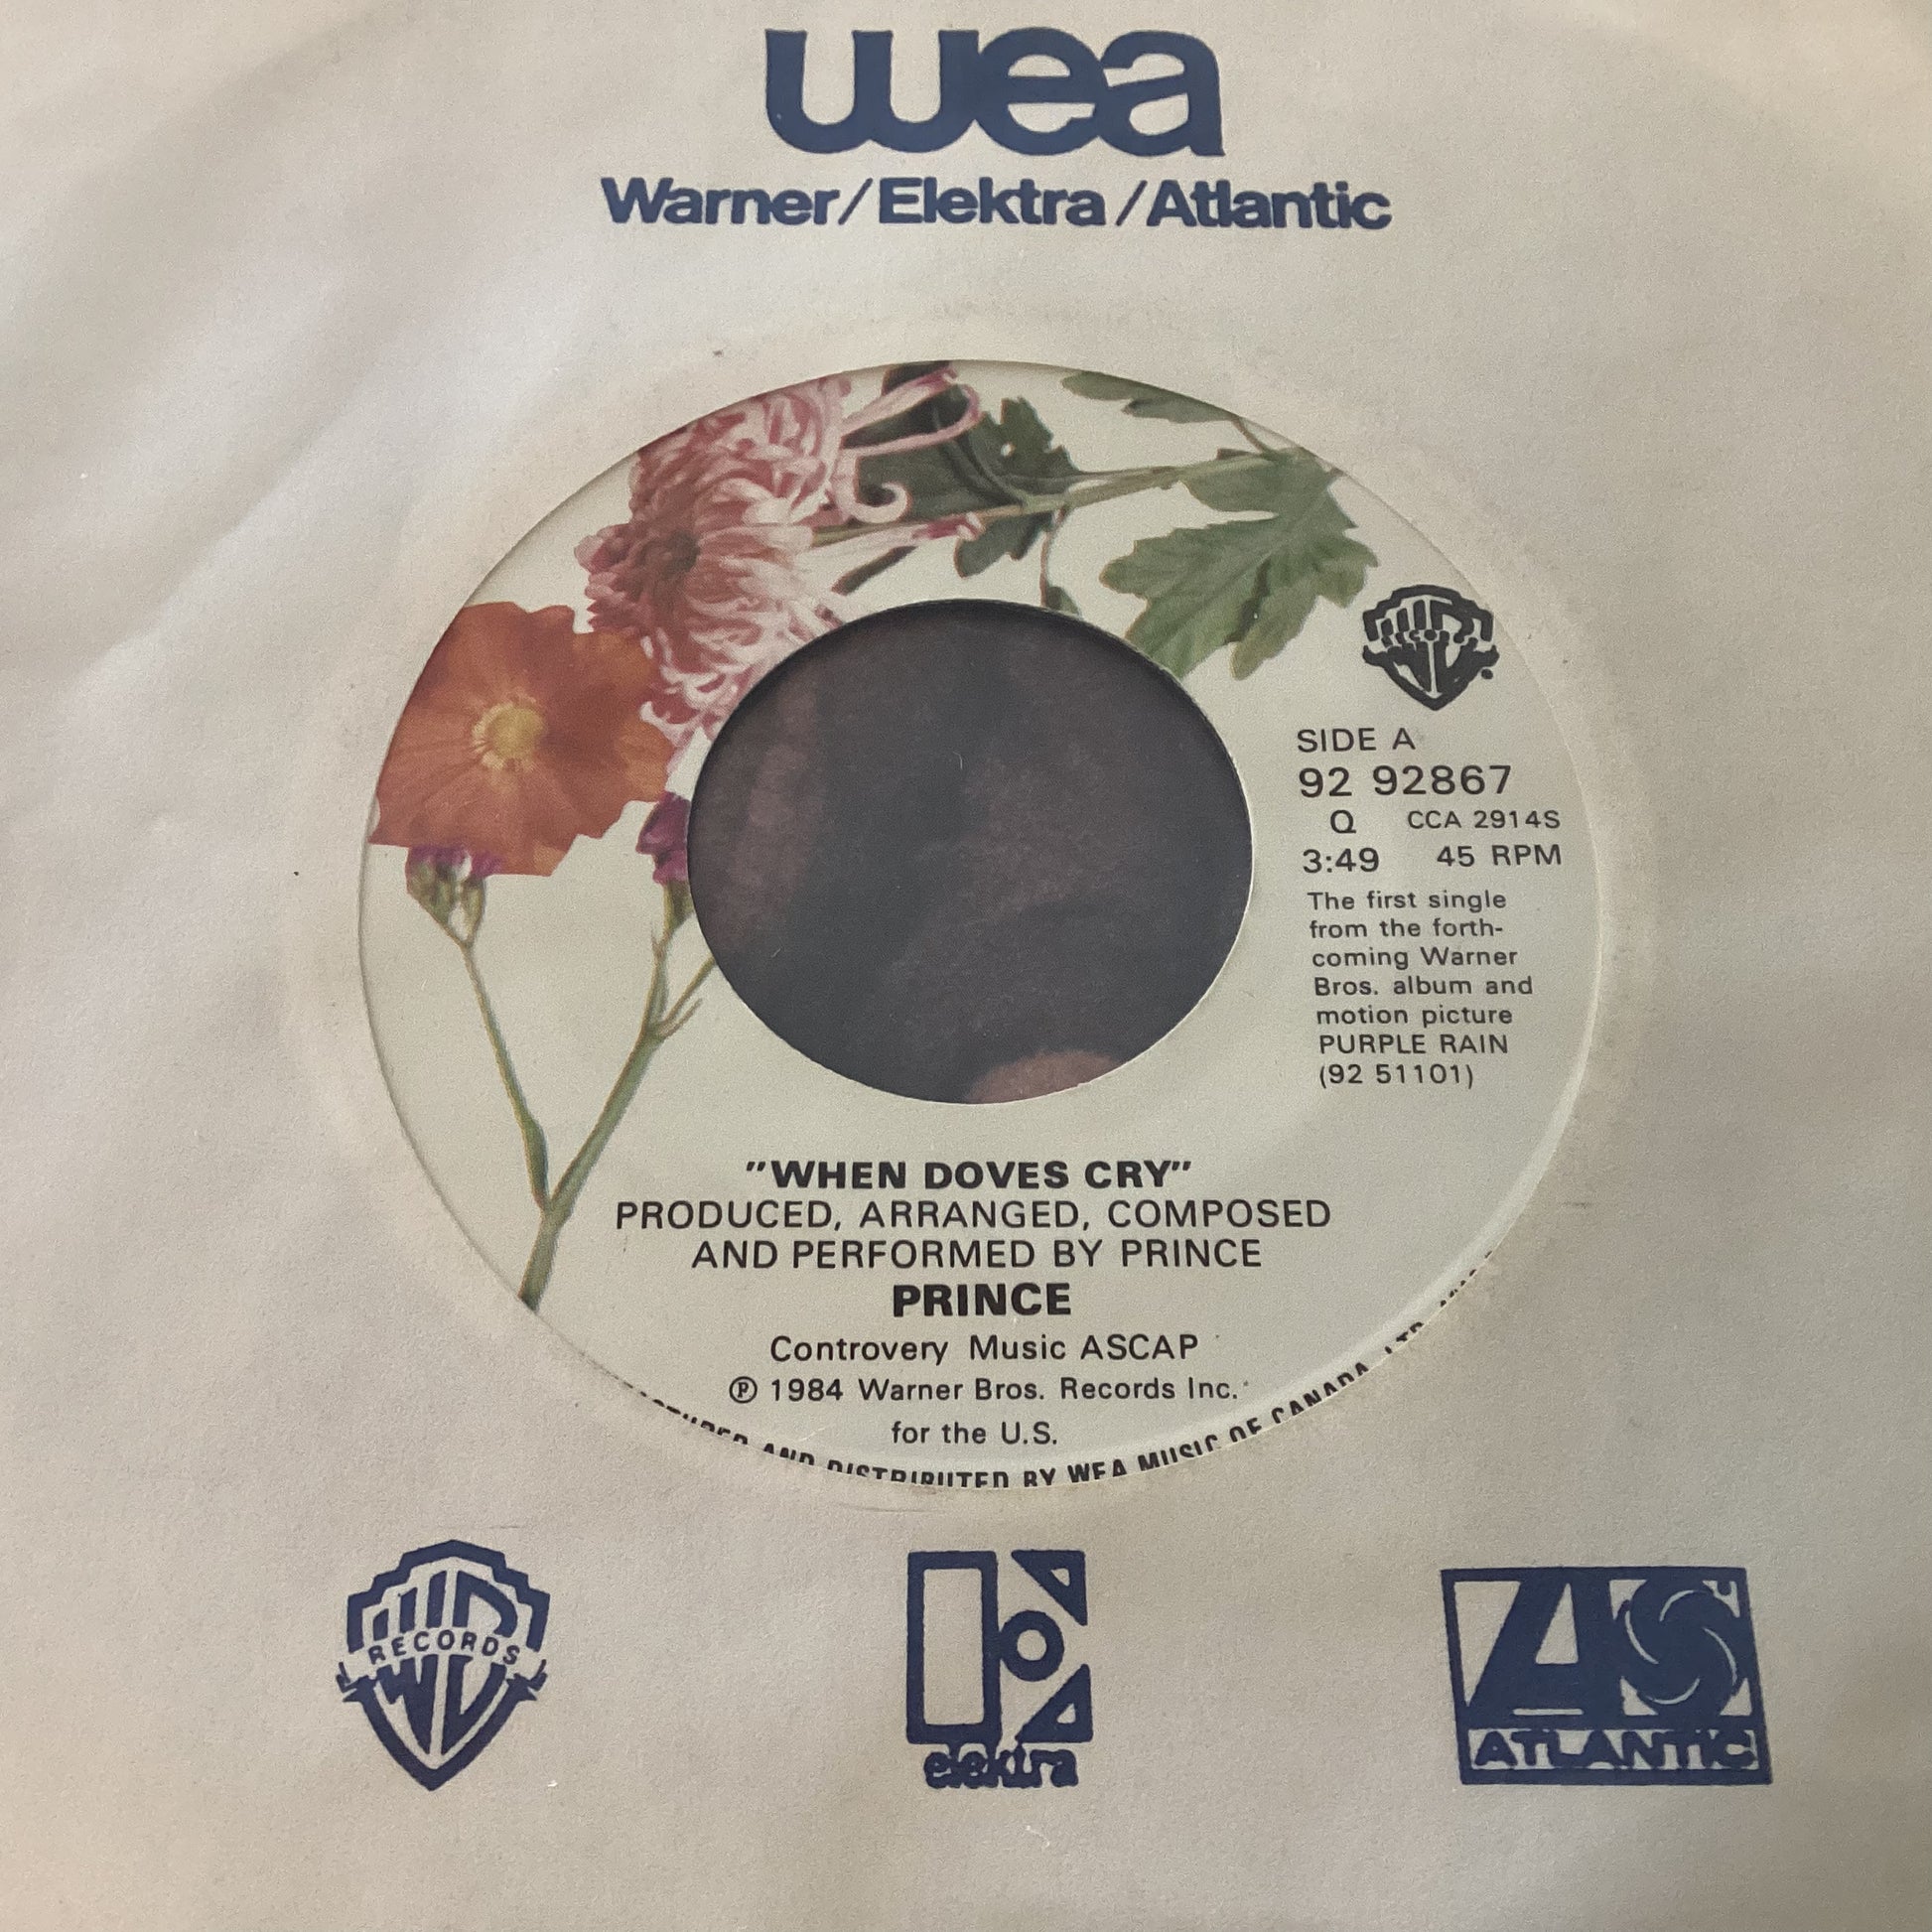 wea
Warner/Elektra/Atlantic
RECORDS
SIDE A
92 92867
Q CCA 2914S
3:49 45 RPM
The first single
from the forth-
coming Warner
Bros. album and
motion picture
PURPLE RAIN
(92 51101)
"WHEN DOVES CRY"
PRODUCED, ARRANGED, COMPOSED
AND PERFORMED BY PRINCE
PRINCE
Controvery Music ASCAP
Ⓟ 1984 Warner Bros. Records Inc.
for the U.S.
AND DISTRIBUTED BY WEA MUSIC OF CANADA, LTD.
RECORDS
elektra
ATLANTIC